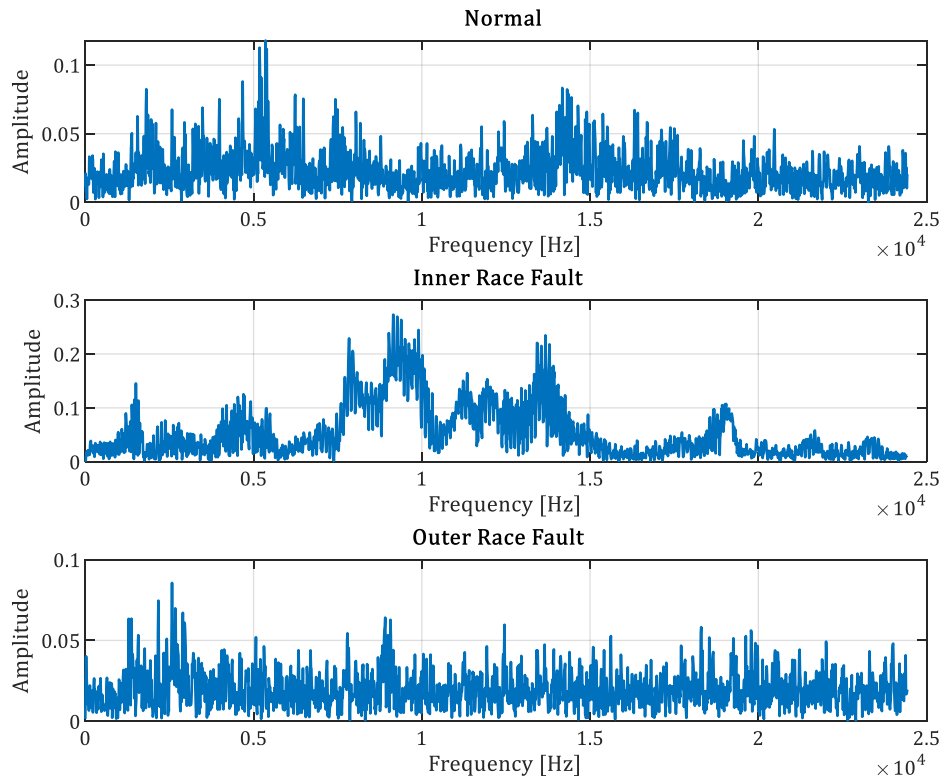 Normal
Amplitude
0.1
0.05
0
0 0.5 1 1.5 2 2.5
Frequency [Hz]
×10^4
Inner Race Fault
Amplitude
0.3
0.2
0.1
0
0 0.5 1 1.5 2 2.5
Frequency [Hz]
×10^4
Outer Race Fault
Amplitude
0.1
0.05
0
0 0.5 1 1.5 2 2.5
Frequency [Hz]
×10^4